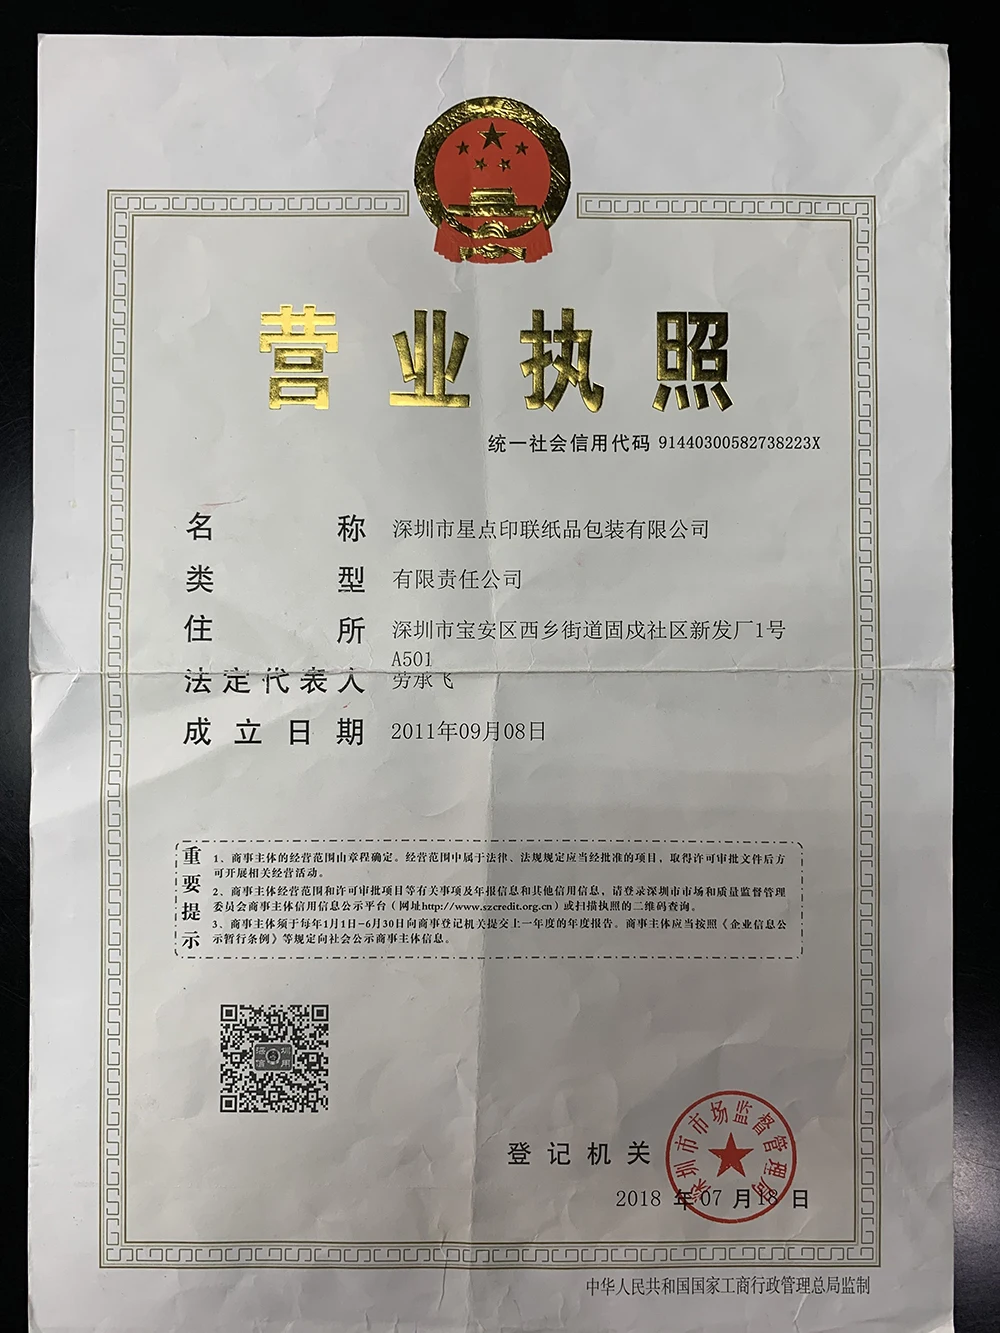 营业执照
统一社会信用代码 91440300582738223X
名称 深圳市星点印联纸品包装有限公司
类型 有限责任公司
住所 深圳市宝安区西乡街道固戍社区新发厂1号
A501
法定代表人 劳承飞
成立日期 2011年09月08日
重要提示
1、商事主体的经营范围由章程确定。经营范围中属于法律、法规规定应当经批准的项目，取得许可审批文件后方
可开展相关经营活动。
2、商事主体经营范围和许可审批项目等有关事项及年报信息和其他信用信息，请登录深圳市市场和质量监督管理
委员会商事主体信用信息公示平台（网址http://www.szcredit.org.cn）或扫描执照的二维码查询。
3、商事主体须于每年1月1日-6月30日向商事登记机关提交上一年度的年度报告。商事主体应当按照《企业信息公
示暂行条例》等规定向社会公示商事主体信息。
深圳信用
登记机关
深圳市市场监督管理局
2018 年 07 月 18 日
中华人民共和国国家工商行政管理总局监制